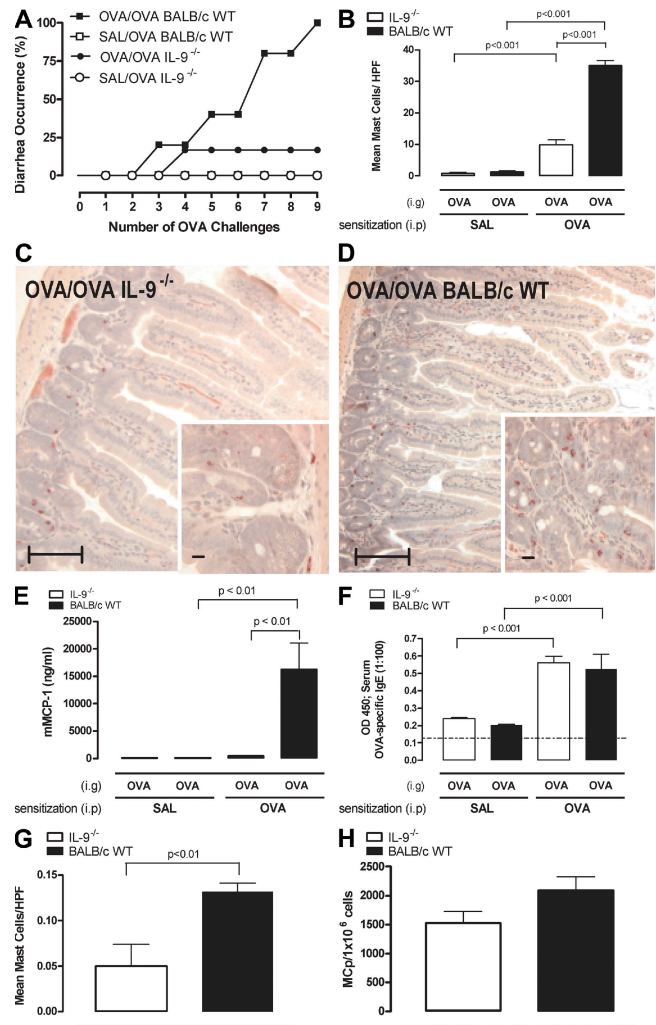 A
OVA/OVA BALB/c WT
SAL/OVA BALB/c WT
OVA/OVA IL-9 -/-
SAL/OVA IL-9 -/-
Diarrhea Occurrence (%)
100
75
50
25
0
0 1 2 3 4 5 6 7 8 9
Number of OVA Challenges
B
IL-9-/-
BALB/c WT
p<0.001
p<0.001
p<0.001
Mean Mast Cells/ HPF
40
30
20
10
0
(i.g) OVA OVA OVA OVA
sensitization (i.p) SAL OVA
C
OVA/OVA IL-9 -/-
D
OVA/OVA BALB/c WT
E
IL-9-/-
BALB/c WT
p < 0.01
p < 0.01
mMCP-1 (ng/ml)
25000
20000
15000
10000
5000
0
(i.g) OVA OVA OVA OVA
sensitization (i.p) SAL OVA
F
IL-9-/-
BALB/c WT
p < 0.001
p < 0.001
OD 450; Serum
OVA-specific IgE (1:100)
0.7
0.6
0.5
0.4
0.3
0.2
0.1
0.0
(i.g) OVA OVA OVA OVA
sensitization (i.p) SAL OVA
G
IL-9-/-
BALB/c WT
p<0.01
Mean Mast Cells/HPF
0.15
0.10
0.05
0.00
H
IL-9-/-
BALB/c WT
MCp/1x10 6 cells
2500
2000
1500
1000
500
0